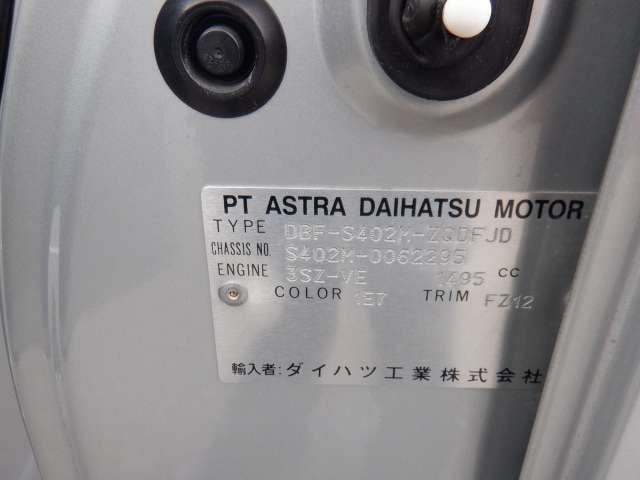 PT ASTRA DAIHATSU MOTOR
TYPE DBF-S402M-ZQDFJD
CHASSIS NO. S402M-0062295
ENGINE 3SZ-VE 1495 CC
COLOR 1E7 TRIM FZ12
輸入者: ダイハツ工業株式会社